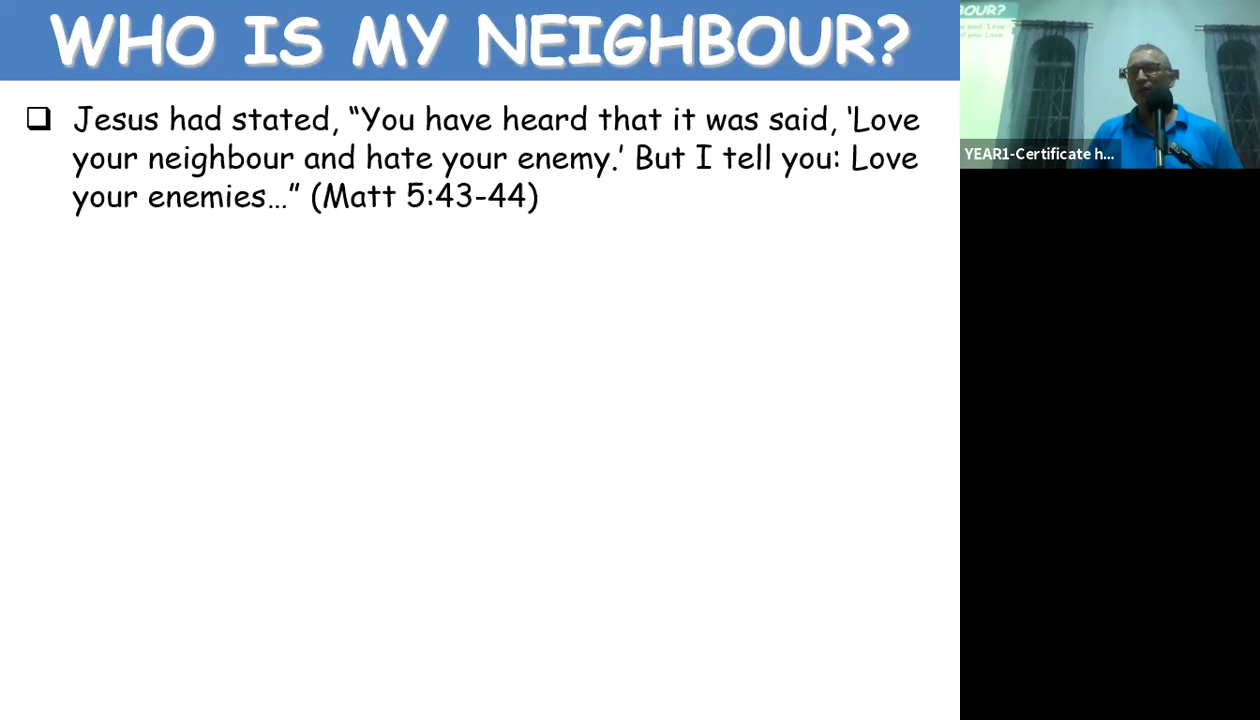 WHO IS MY NEIGHBOUR?
❑ Jesus had stated, “You have heard that it was said, ‘Love
your neighbour and hate your enemy.’ But I tell you: Love
your enemies…” (Matt 5:43-44)
BOUR?
YEAR1-Certificate h...